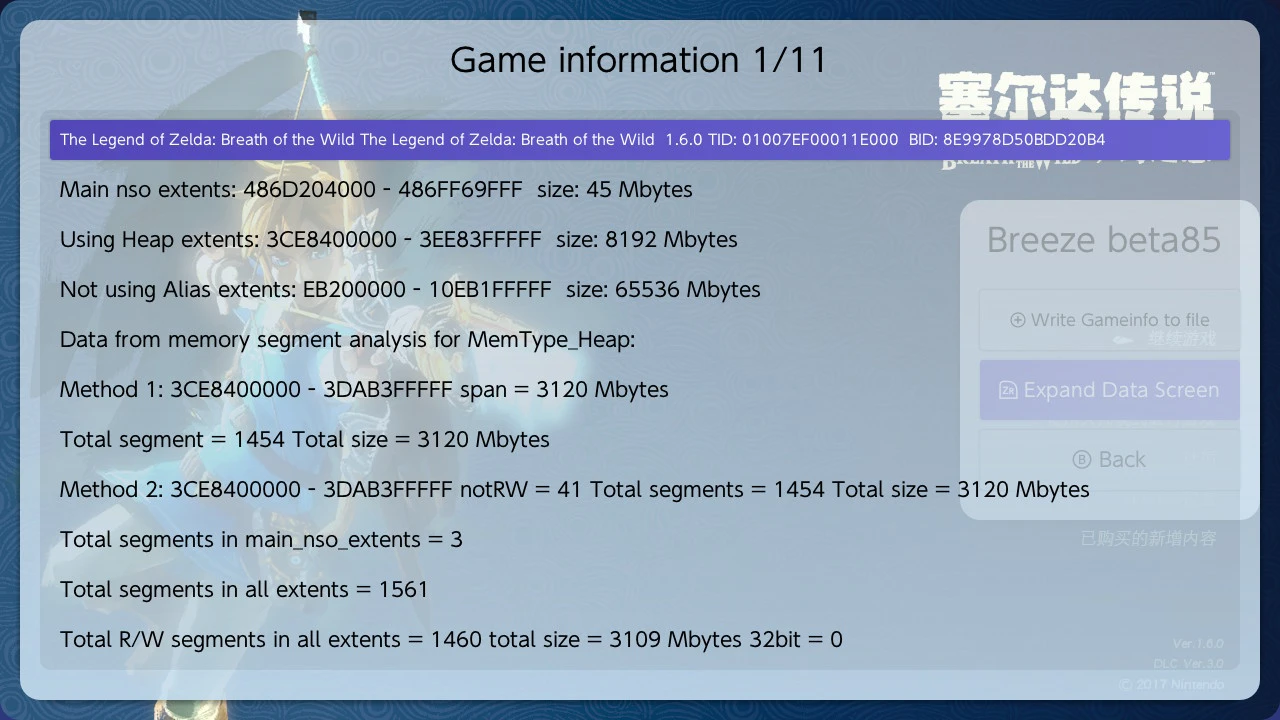 Game information 1/11
塞尔达传说
The Legend of Zelda: Breath of the Wild The Legend of Zelda: Breath of the Wild 1.6.0 TID: 01007EF00011E000 BID: 8E9978D50BDD20B4
BREATH OF THE WILD
Main nso extents: 486D204000 - 486FF69FFF size: 45 Mbytes
Using Heap extents: 3CE8400000 - 3EE83FFFFF size: 8192 Mbytes
Breeze beta85
Not using Alias extents: EB200000 - 10EB1FFFFF size: 65536 Mbytes
Write Gameinfo to file
继续游戏
Data from memory segment analysis for MemType_Heap:
Method 1: 3CE8400000 - 3DAB3FFFFF span = 3120 Mbytes
ZR Expand Data Screen
Total segment = 1454 Total size = 3120 Mbytes
B Back
Method 2: 3CE8400000 - 3DAB3FFFFF notRW = 41 Total segments = 1454 Total size = 3120 Mbytes
Total segments in main_nso_extents = 3
已购买的新增内容
Total segments in all extents = 1561
Total R/W segments in all extents = 1460 total size = 3109 Mbytes 32bit = 0
Ver.1.6.0
DLC Ver.3.0
© 2017 Nintendo